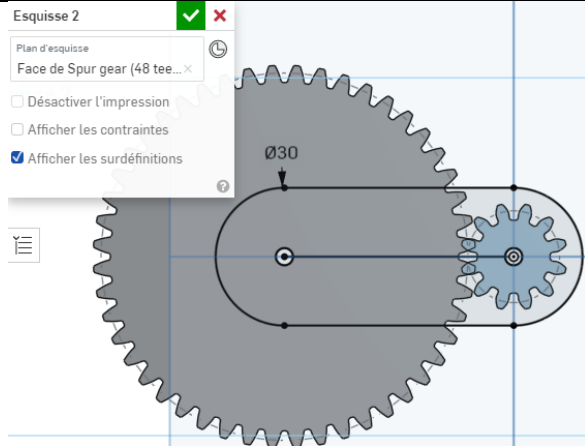 Esquisse 2
Plan d'esquisse
Face de Spur gear (48 tee...
Désactiver l'impression
Afficher les contraintes
Afficher les surdéfinitions
Ø30